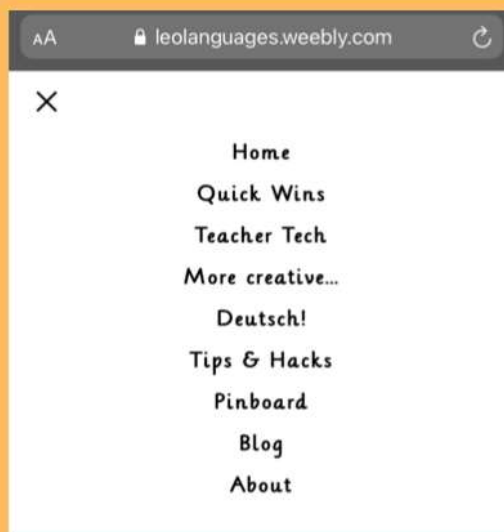 AA leolanguages.weebly.com
Home
Quick Wins
Teacher Tech
More creative...
Deutsch!
Tips & Hacks
Pinboard
Blog
About